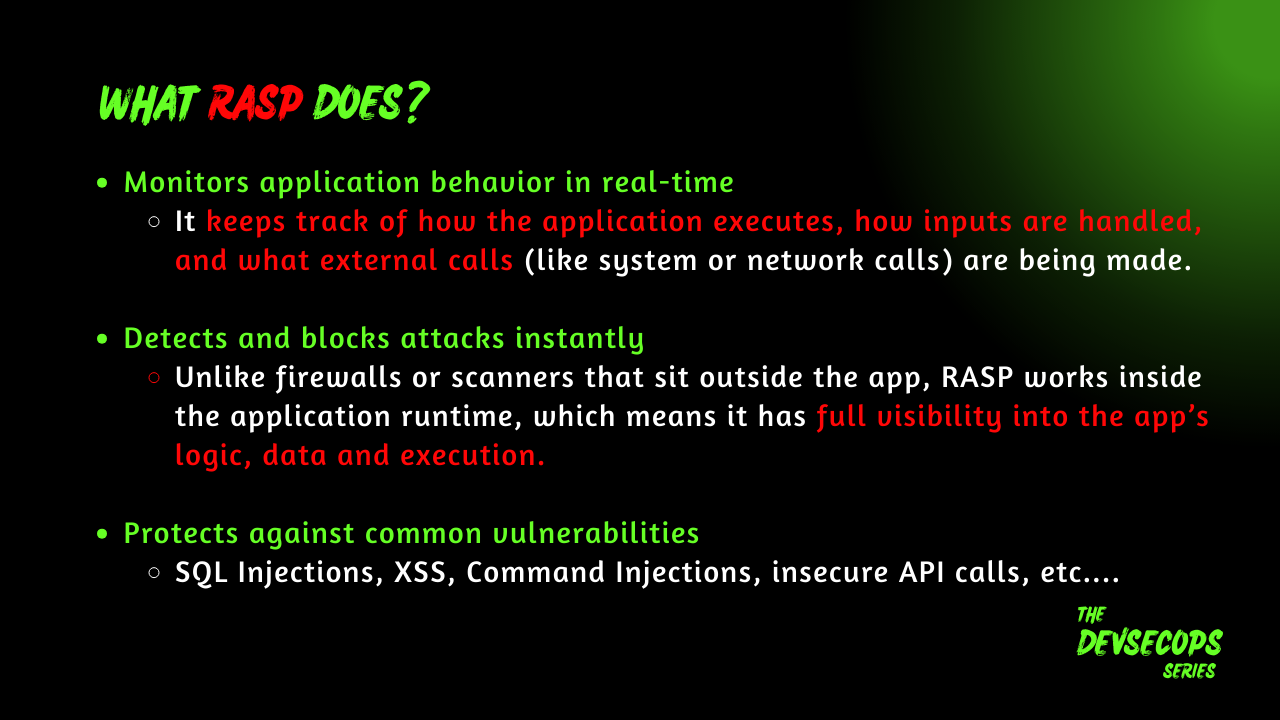 WHAT RASP DOES?
• Monitors application behavior in real-time
○ It keeps track of how the application executes, how inputs are handled,
and what external calls (like system or network calls) are being made.
• Detects and blocks attacks instantly
○ Unlike firewalls or scanners that sit outside the app, RASP works inside
the application runtime, which means it has full visibility into the app’s
logic, data and execution.
• Protects against common vulnerabilities
○ SQL Injections, XSS, Command Injections, insecure API calls, etc....
THE
DEVSECOPS
SERIES